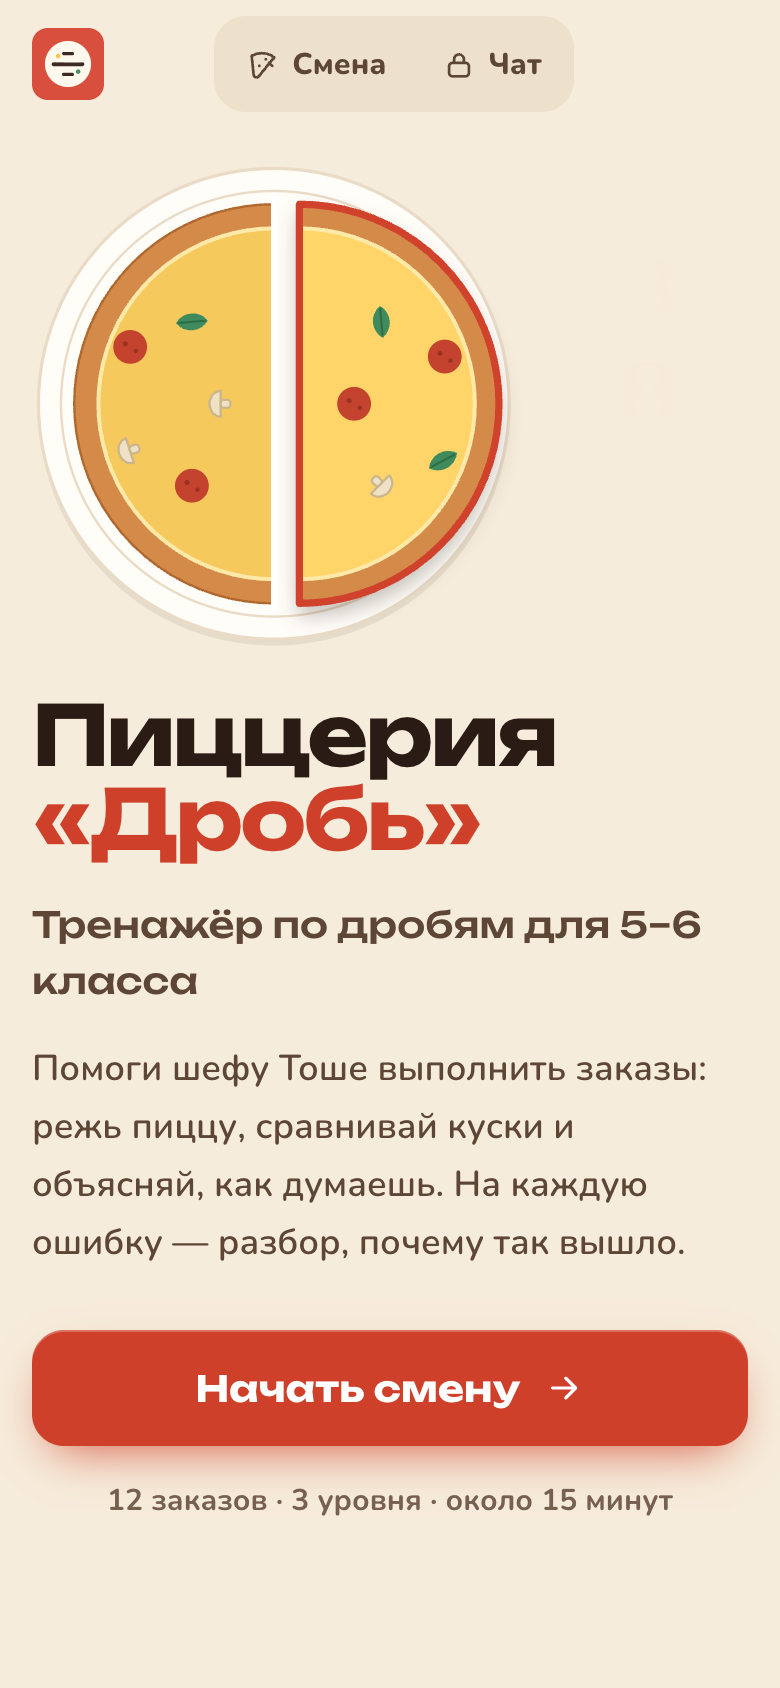 Смена
Чат
Пиццерия
«Дробь»
Тренажёр по дробям для 5–6
класса
Помоги шефу Тоше выполнить заказы:
режь пиццу, сравнивай куски и
объясняй, как думаешь. На каждую
ошибку — разбор, почему так вышло.
Начать смену →
12 заказов · 3 уровня · около 15 минут